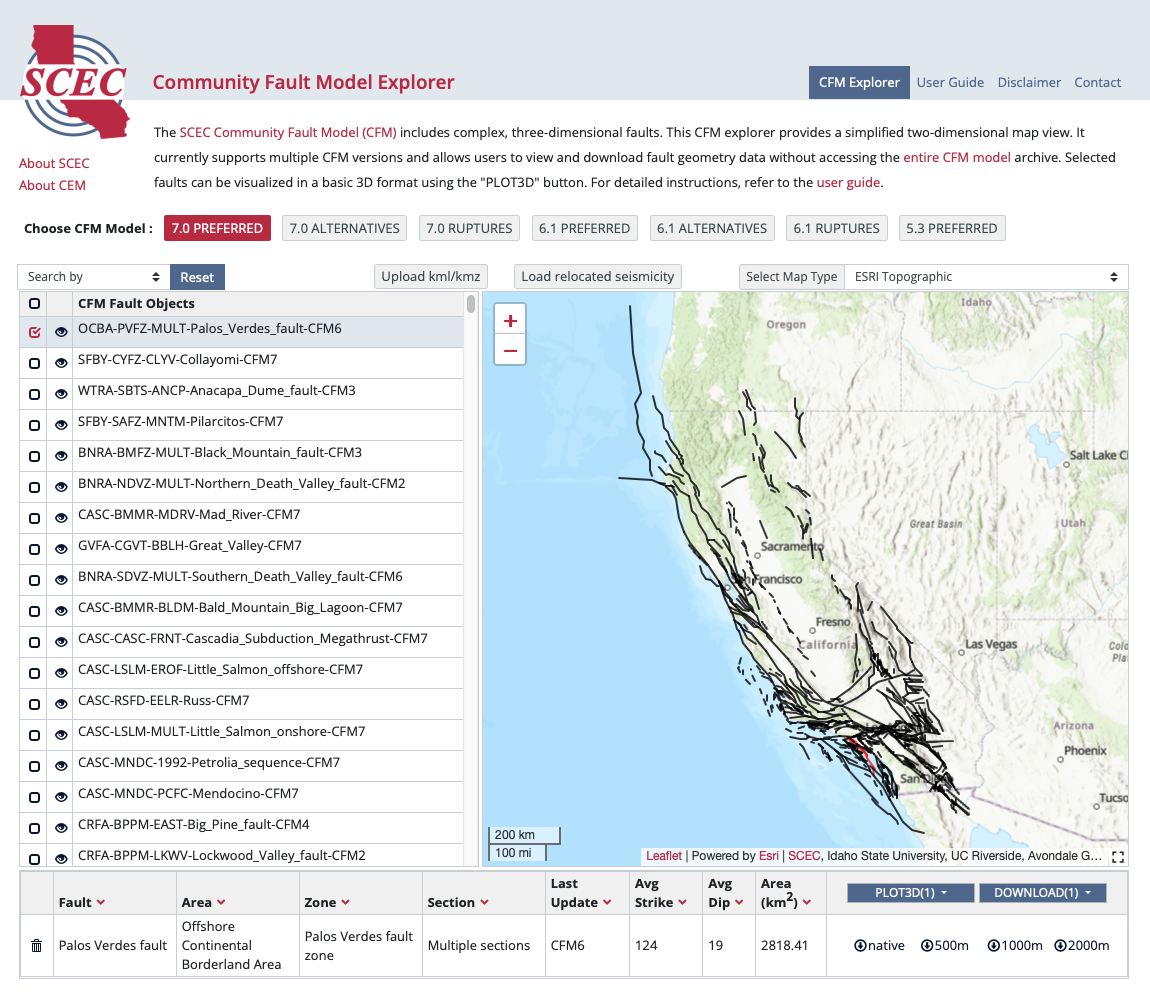 SCEC
Community Fault Model Explorer
CFM Explorer User Guide Disclaimer Contact
About SCEC
About CEM
The SCEC Community Fault Model (CFM) includes complex, three-dimensional faults. This CFM explorer provides a simplified two-dimensional map view. It
currently supports multiple CFM versions and allows users to view and download fault geometry data without accessing the entire CFM model archive. Selected
faults can be visualized in a basic 3D format using the "PLOT3D" button. For detailed instructions, refer to the user guide.
Choose CFM Model : 7.0 PREFERRED 7.0 ALTERNATIVES 7.0 RUPTURES 6.1 PREFERRED 6.1 ALTERNATIVES 6.1 RUPTURES 5.3 PREFERRED
Search by Reset Upload kml/kmz Load relocated seismicity Select Map Type ESRI Topographic
CFM Fault Objects
OCBA-PVFZ-MULT-Palos_Verdes_fault-CFM6
SFBY-CYFZ-CLYV-Collayomi-CFM7
WTRA-SBTS-ANCP-Anacapa_Dume_fault-CFM3
SFBY-SAFZ-MNTM-Pilarcitos-CFM7
BNRA-BMFZ-MULT-Black_Mountain_fault-CFM3
BNRA-NDVZ-MULT-Northern_Death_Valley_fault-CFM2
CASC-BMMR-MDRV-Mad_River-CFM7
GVFA-CGVT-BBLH-Great_Valley-CFM7
BNRA-SDVZ-MULT-Southern_Death_Valley_fault-CFM6
CASC-BMMR-BLDM-Bald_Mountain_Big_Lagoon-CFM7
CASC-CASC-FRNT-Cascadia_Subduction_Megathrust-CFM7
CASC-LSLM-EROF-Little_Salmon_offshore-CFM7
CASC-RSFD-EELR-Russ-CFM7
CASC-LSLM-MULT-Little_Salmon_onshore-CFM7
CASC-MNDC-1992-Petrolia_sequence-CFM7
CASC-MNDC-PCFC-Mendocino-CFM7
CRFA-BPPM-EAST-Big_Pine_fault-CFM4
CRFA-BPPM-LKWV-Lockwood_Valley_fault-CFM2
+
−
Idaho
Oregon
Salt Lake Ci
Great Basin
Utah
Sacramento
Francisco
Fresno
California
Las Vegas
Colo
Pla
Arizona
Phoenix
San Di
Tucso
200 km
100 mi
Leaflet | Powered by Esri | SCEC, Idaho State University, UC Riverside, Avondale G...
Fault Area Zone Section Last Update Avg Strike Avg Dip Area (km2) PLOT3D(1) DOWNLOAD(1)
Palos Verdes fault Offshore Continental Borderland Area Palos Verdes fault zone Multiple sections CFM6 124 19 2818.41 native 500m 1000m 2000m